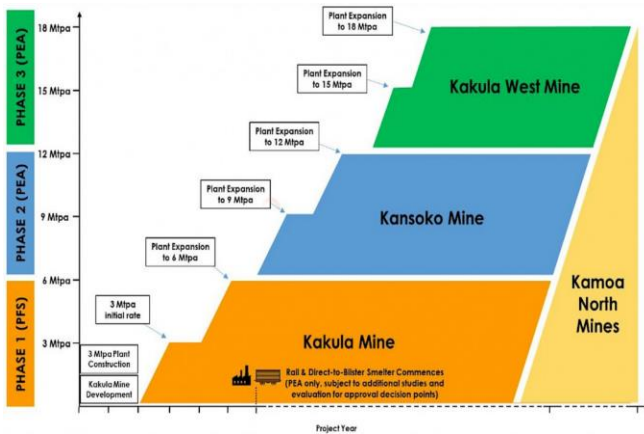 18 Mtpa
Plant Expansion
to 18 Mtpa
PHASE 3 (PEA)
15 Mtpa
Plant Expansion
to 15 Mtpa
Kakula West Mine
12 Mtpa
Plant Expansion
to 12 Mtpa
PHASE 2 (PEA)
9 Mtpa
Plant Expansion
to 9 Mtpa
Kansoko Mine
6 Mtpa
Plant Expansion
to 6 Mtpa
Kamoa
North
Mines
PHASE 1 (PFS)
3 Mtpa
3 Mtpa
initial rate
Kakula Mine
3 Mtpa Plant
Construction
Kakula Mine
Development
Rail & Direct-to-Blister Smelter Commences
(PEA only, subject to additional studies and
evaluation for approval decision points)
Project Year